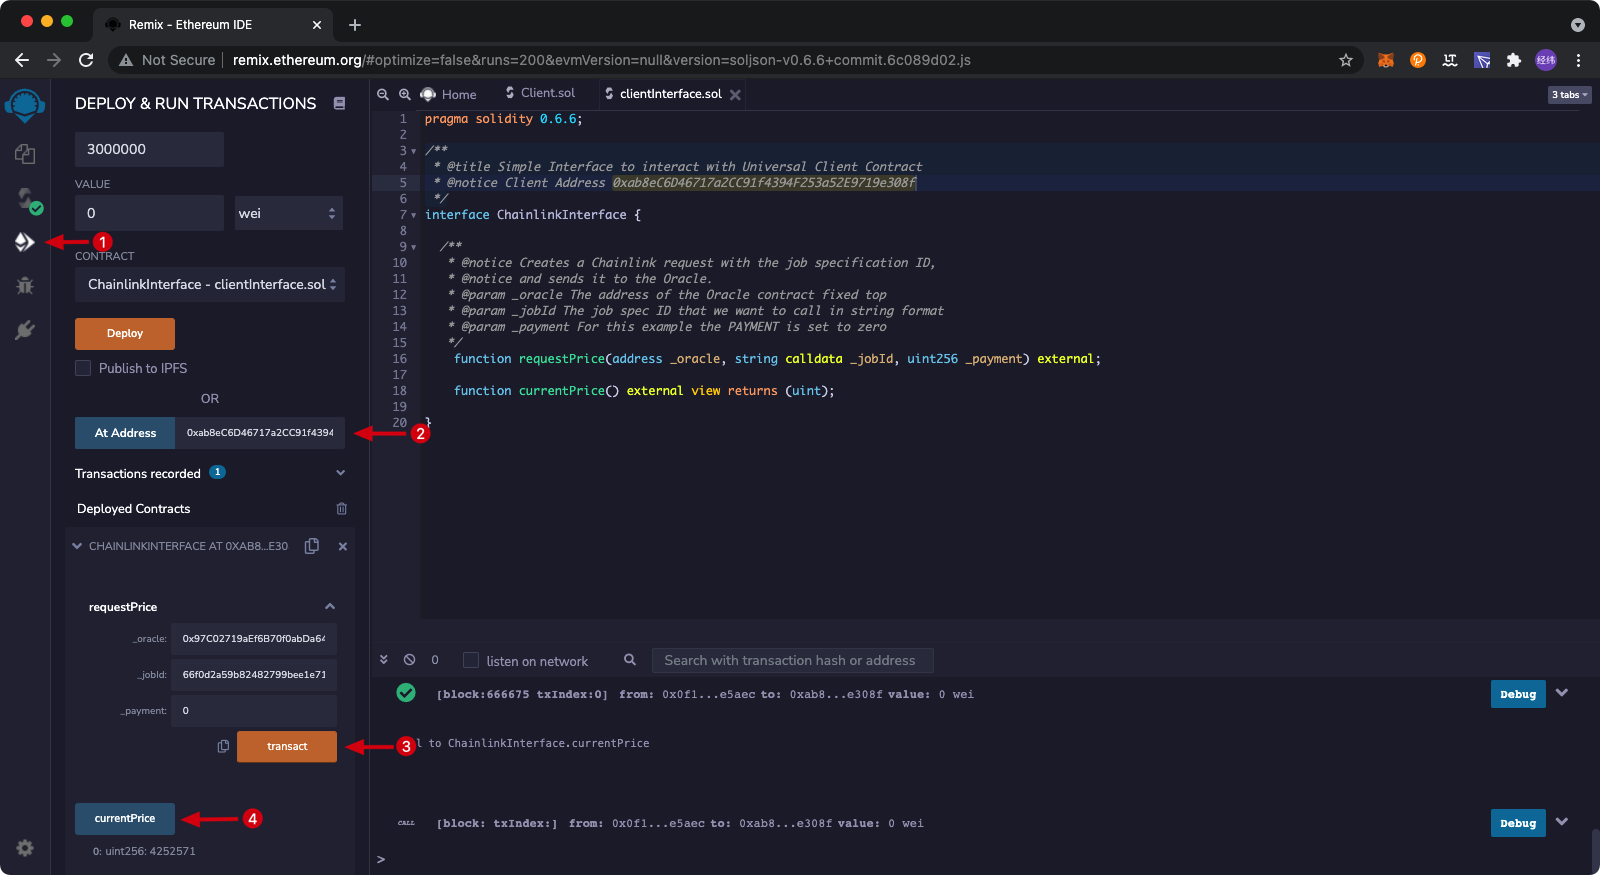 Remix - Ethereum IDE
Not Secure
remix.ethereum.org/#optimize=false&runs=200&evmVersion=null&version=soljson-v0.6.6+commit.6c089d02.js
经纬
DEPLOY & RUN TRANSACTIONS
3000000
VALUE
0
wei
1
CONTRACT
ChainlinkInterface - clientInterface.sol
Deploy
Publish to IPFS
OR
At Address
0xab8eC6D46717a2CC91f4394
2
Transactions recorded 1
Deployed Contracts
CHAINLINKINTERFACE AT 0XAB8...E30
requestPrice
_oracle: 0x97C02719aEf6B70f0abDa64
_jobId: 66f0d2a59b82482799bee1e71
_payment: 0
transact
3
currentPrice
4
0: uint256: 4252571
Home
Client.sol
clientInterface.sol
3 tabs
1 pragma solidity 0.6.6;
2
3 /**
4 * @title Simple Interface to interact with Universal Client Contract
5 * @notice Client Address 0xab8eC6D46717a2CC91f4394F253a52E9719e308f
6 */
7 interface ChainlinkInterface {
8
9 /**
10 * @notice Creates a Chainlink request with the job specification ID,
11 * @notice and sends it to the Oracle.
12 * @param _oracle The address of the Oracle contract fixed top
13 * @param _jobId The job spec ID that we want to call in string format
14 * @param _payment For this example the PAYMENT is set to zero
15 */
16 function requestPrice(address _oracle, string calldata _jobId, uint256 _payment) external;
17
18 function currentPrice() external view returns (uint);
19
20 }
0
listen on network
Search with transaction hash or address
[block:666675 txIndex:0] from: 0x0f1...e5aec to: 0xab8...e308f value: 0 wei
Debug
l to ChainlinkInterface.currentPrice
CALL
[block: txIndex:] from: 0x0f1...e5aec to: 0xab8...e308f value: 0 wei
Debug
>